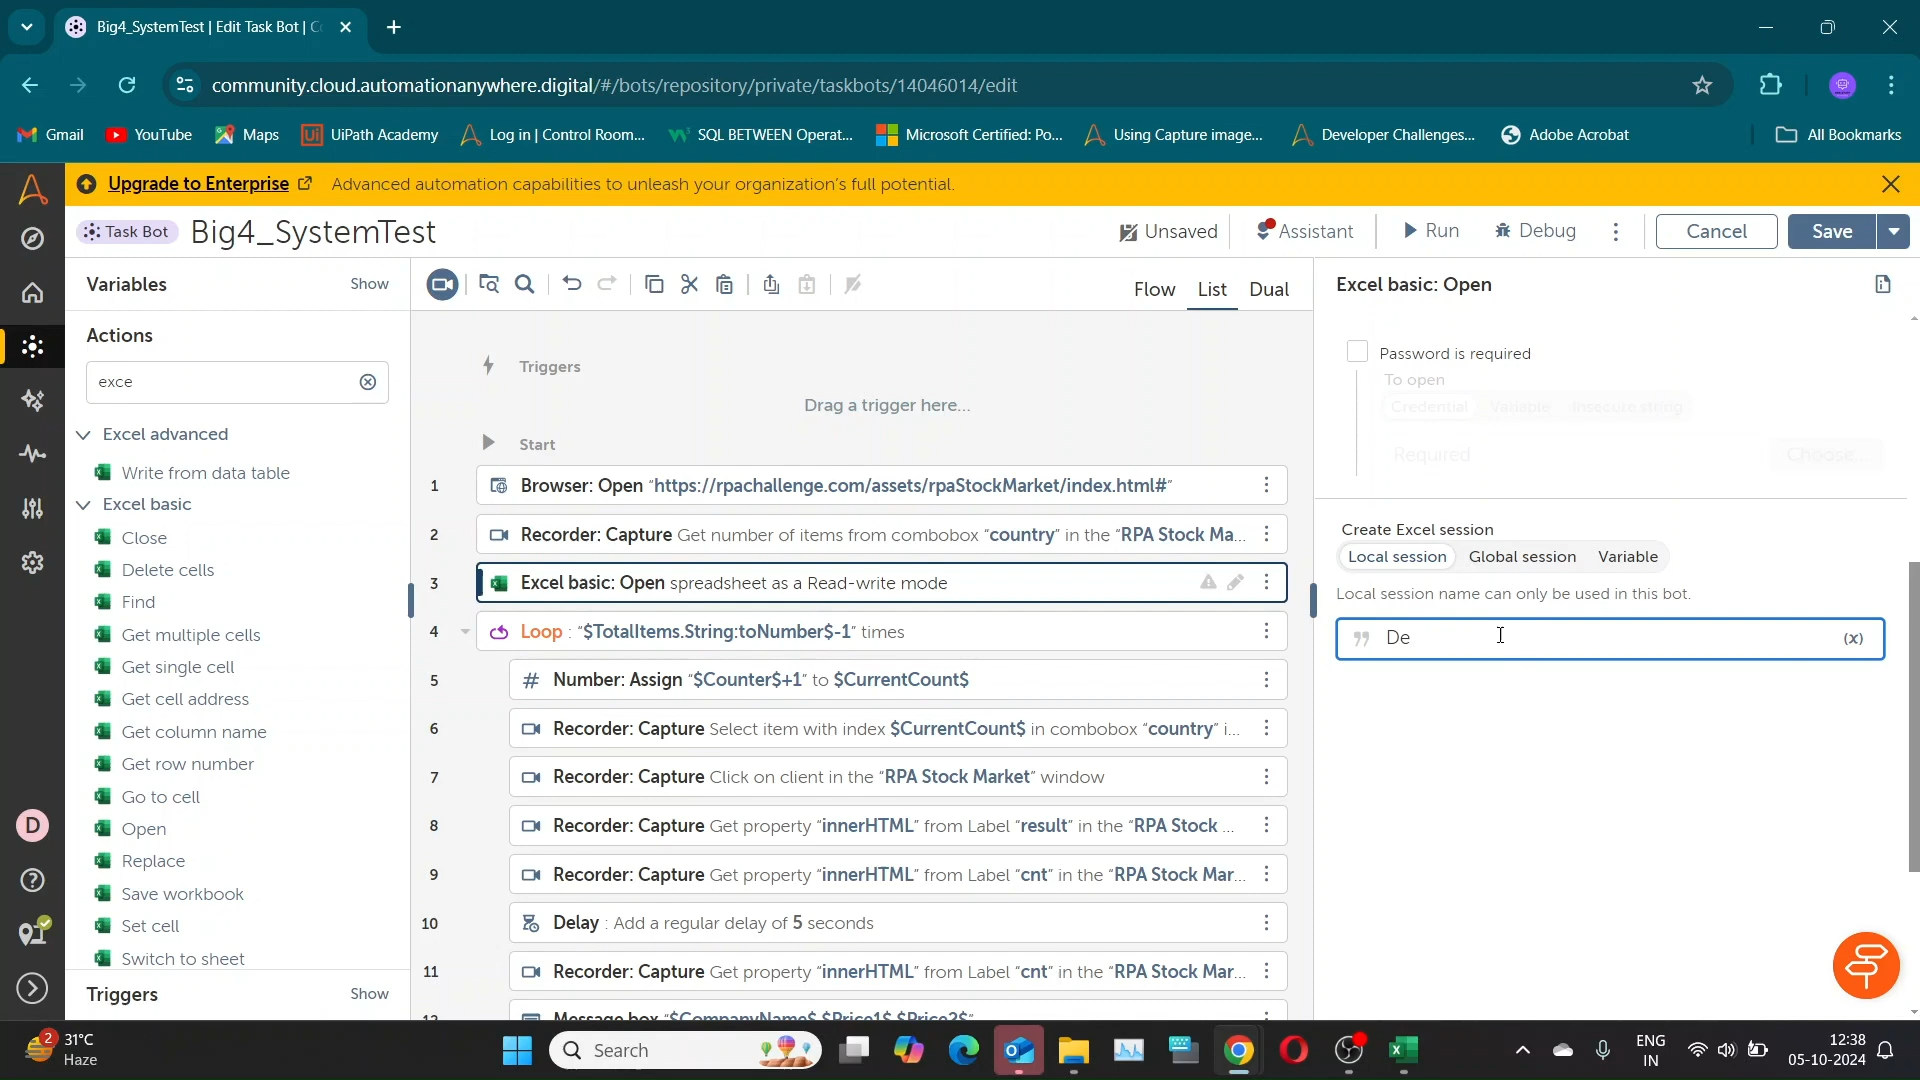 Big4_SystemTest | Edit Task Bot | Co
community.cloud.automationanywhere.digital/#/bots/repository/private/taskbots/14046014/edit
Gmail YouTube Maps UiPath Academy Log in | Control Room... SQL BETWEEN Operat... Microsoft Certified: Po... Using Capture image... Developer Challenges... Adobe Acrobat All Bookmarks
Upgrade to Enterprise Advanced automation capabilities to unleash your organization's full potential.
Task Bot Big4_SystemTest Unsaved Assistant Run Debug Cancel Save
Variables Show
Flow List Dual
Excel basic: Open
Actions
exce
Excel advanced
Write from data table
Excel basic
Close
Delete cells
Find
Get multiple cells
Get single cell
Get cell address
Get column name
Get row number
Go to cell
Open
Replace
Save workbook
Set cell
Switch to sheet
Triggers Show
Triggers
Drag a trigger here...
Start
1 Browser: Open “https://rpachallenge.com/assets/rpaStockMarket/index.html#”
2 Recorder: Capture Get number of items from combobox “country” in the “RPA Stock Ma...
3 Excel basic: Open spreadsheet as a Read-write mode
4 Loop : “$TotalItems.String:toNumber$-1” times
5 # Number: Assign “$Counter$+1” to $CurrentCount$
6 Recorder: Capture Select item with index $CurrentCount$ in combobox “country” i...
7 Recorder: Capture Click on client in the “RPA Stock Market” window
8 Recorder: Capture Get property “innerHTML” from Label “result” in the “RPA Stock ...
9 Recorder: Capture Get property “innerHTML” from Label “cnt” in the “RPA Stock Mar...
10 Delay : Add a regular delay of 5 seconds
11 Recorder: Capture Get property “innerHTML” from Label “cnt” in the “RPA Stock Mar...
12 Message box “$CompanyName$ $Price1$ $Price2$”
Password is required
To open
Credential Variable Insecure string
Required Choose...
Create Excel session
Local session Global session Variable
Local session name can only be used in this bot.
De (x)
D
2
31°C
Haze
Search
ENG
IN
12:38
05-10-2024